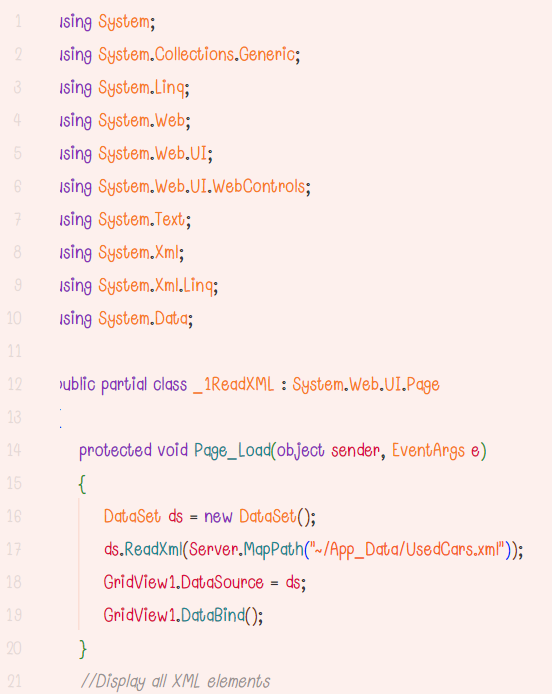 1 using System;
2 using System.Collections.Generic;
3 using System.Linq;
4 using System.Web;
5 using System.Web.UI;
6 using System.Web.UI.WebControls;
7 using System.Text;
8 using System.Xml;
9 using System.Xml.Linq;
10 using System.Data;
11
12 public partial class _1ReadXML : System.Web.UI.Page
13 {
14 protected void Page_Load(object sender, EventArgs e)
15 {
16 DataSet ds = new DataSet();
17 ds.ReadXml(Server.MapPath("~/App_Data/UsedCars.xml"));
18 GridView1.DataSource = ds;
19 GridView1.DataBind();
20 }
21 //Display all XML elements